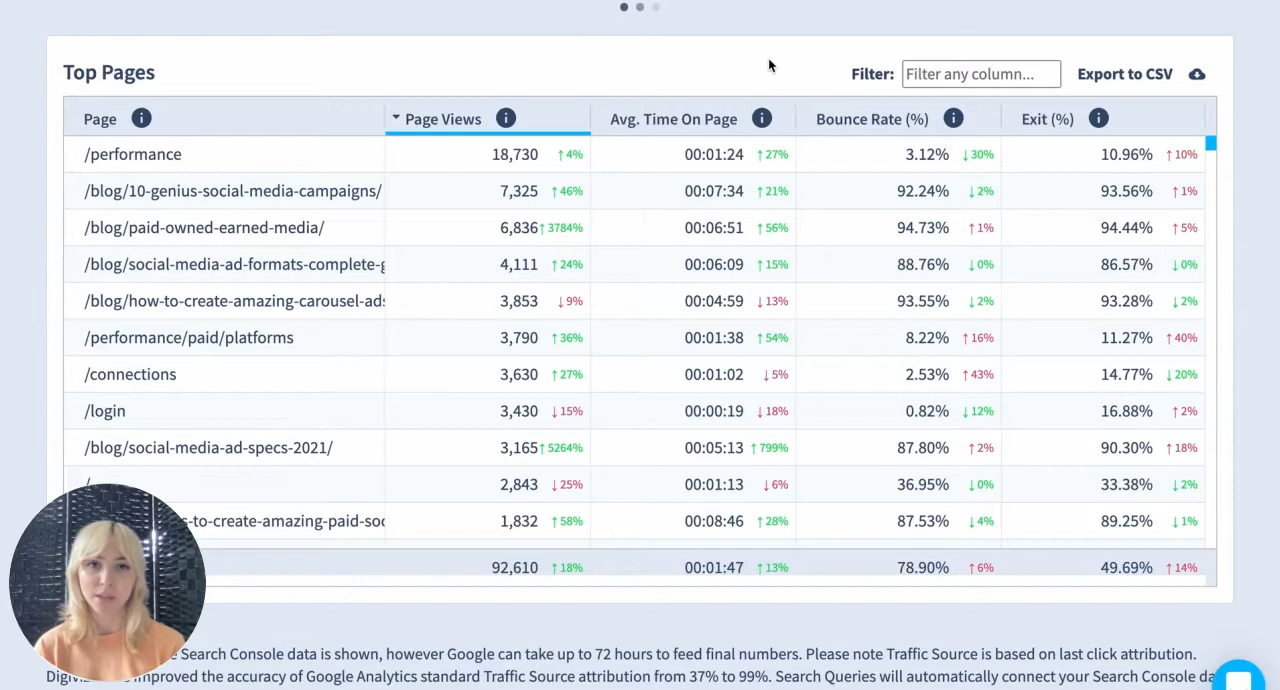 Top Pages Filter: Filter any column... Export to CSV
Page Page Views Avg. Time On Page Bounce Rate (%) Exit (%)
/performance 18,730 ↑4% 00:01:24 ↑27% 3.12% ↓30% 10.96% ↑10%
/blog/10-genius-social-media-campaigns/ 7,325 ↑46% 00:07:34 ↑21% 92.24% ↓2% 93.56% ↑1%
/blog/paid-owned-earned-media/ 6,836 ↑3784% 00:06:51 ↑56% 94.73% ↑1% 94.44% ↑5%
/blog/social-media-ad-formats-complete-g 4,111 ↑24% 00:06:09 ↑15% 88.76% ↓0% 86.57% ↓0%
/blog/how-to-create-amazing-carousel-ads 3,853 ↓9% 00:04:59 ↓13% 93.55% ↓2% 93.28% ↓2%
/performance/paid/platforms 3,790 ↑36% 00:01:38 ↑54% 8.22% ↑16% 11.27% ↑40%
/connections 3,630 ↑27% 00:01:02 ↓5% 2.53% ↑43% 14.77% ↓20%
/login 3,430 ↓15% 00:00:19 ↓18% 0.82% ↓12% 16.88% ↑2%
/blog/social-media-ad-specs-2021/ 3,165 ↑5264% 00:05:13 ↑799% 87.80% ↑2% 90.30% ↑18%
/ 2,843 ↓25% 00:01:13 ↓6% 36.95% ↓0% 33.38% ↓2%
s-to-create-amazing-paid-soc 1,832 ↑58% 00:08:46 ↑28% 87.53% ↓4% 89.25% ↓1%
92,610 ↑18% 00:01:47 ↑13% 78.90% ↑6% 49.69% ↑14%
Search Console data is shown, however Google can take up to 72 hours to feed final numbers. Please note Traffic Source is based on last click attribution.
improved the accuracy of Google Analytics standard Traffic Source attribution from 37% to 99%. Search Queries will automatically connect your Search Console